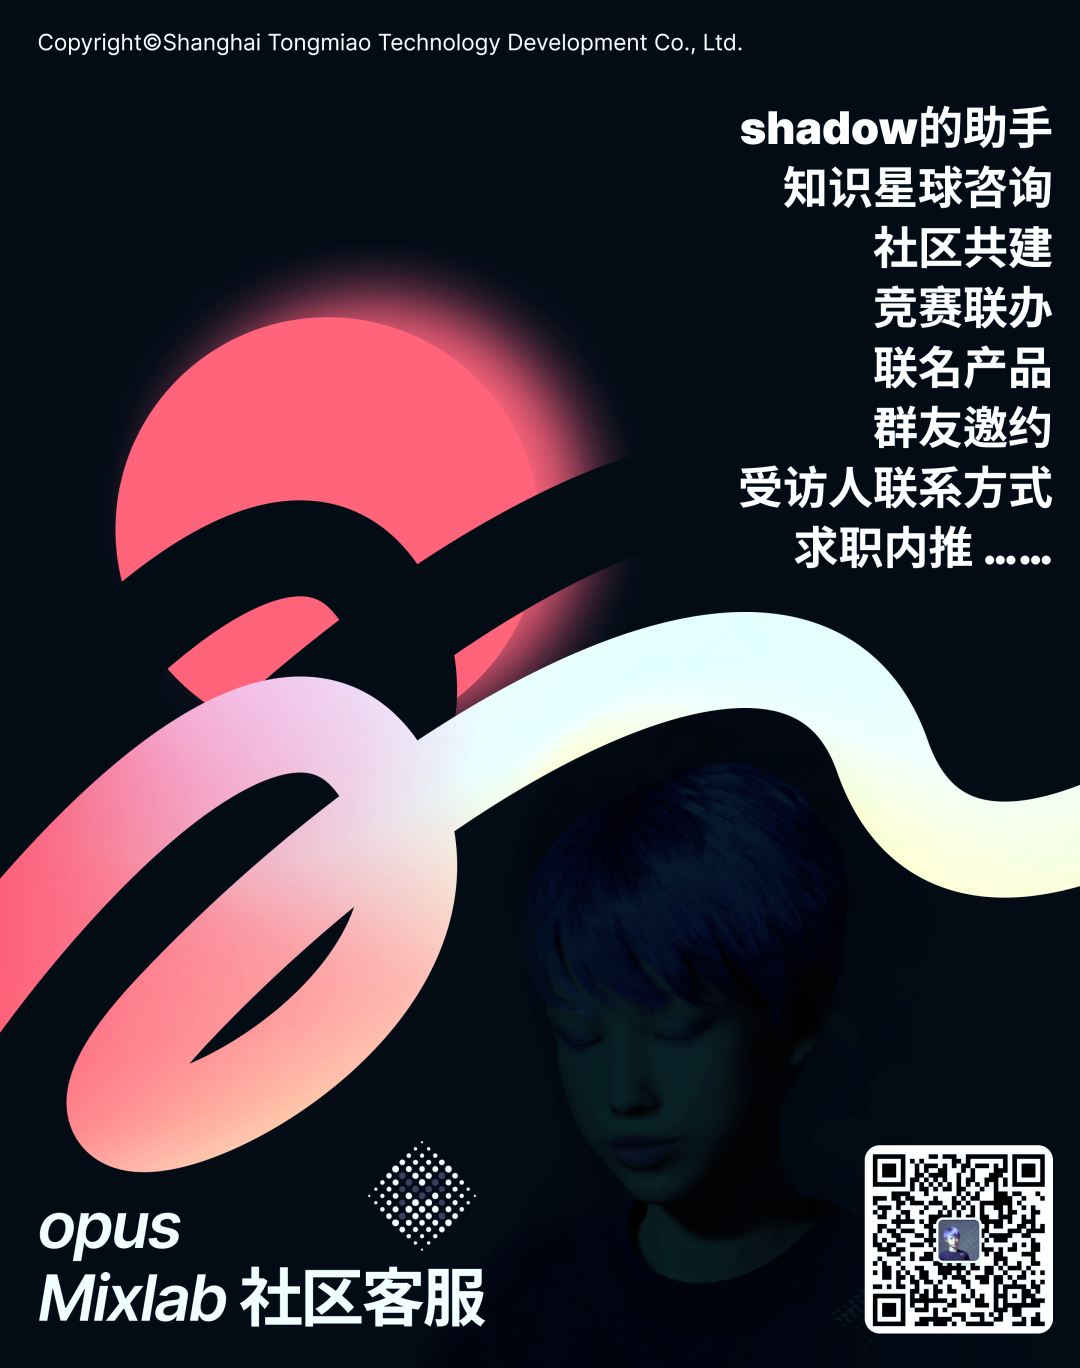 Copyright©Shanghai Tongmiao Technology Development Co., Ltd.
shadow的助手
知识星球咨询
社区共建
竞赛联办
联名产品
群友邀约
受访人联系方式
求职内推 ……
opus
Mixlab 社区客服